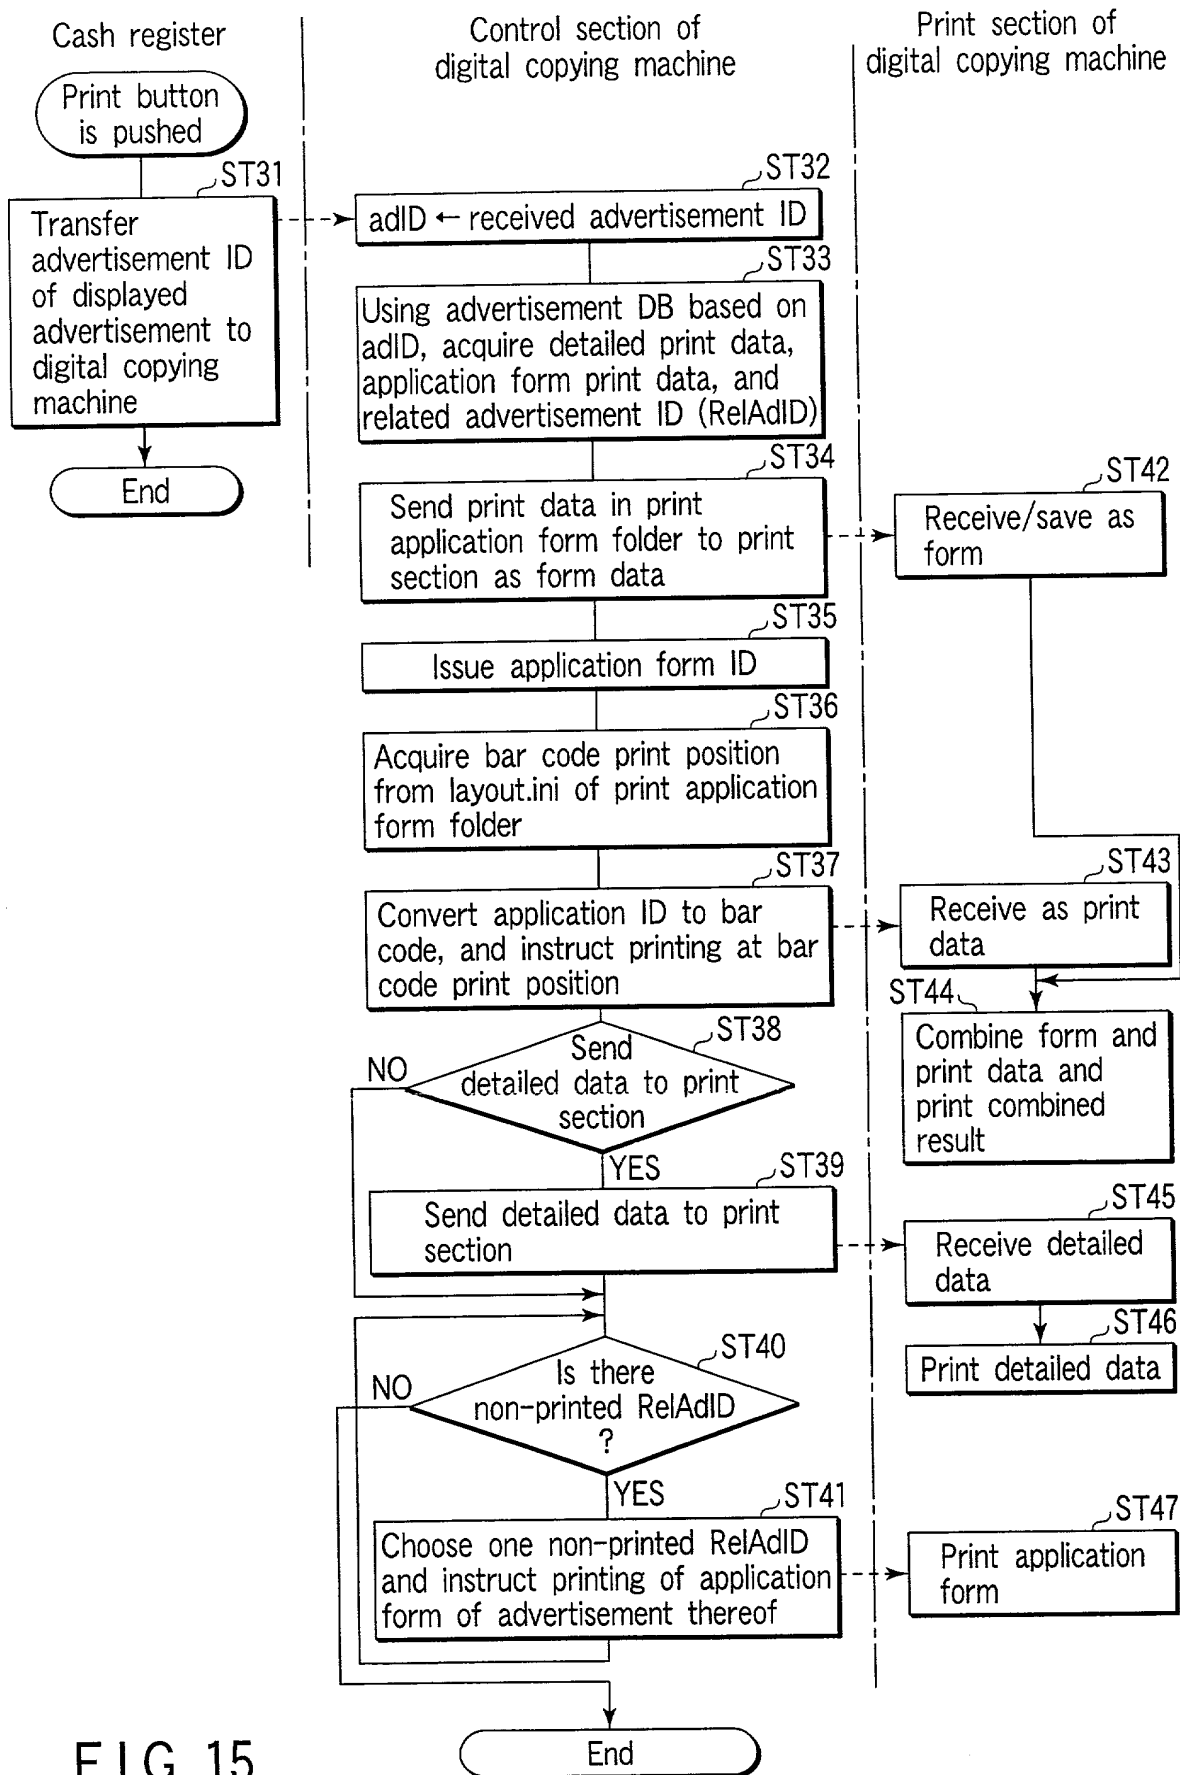 Cash register
Control section of
digital copying machine
Print section of
digital copying machine
Print button
is pushed
ST31
Transfer
advertisement ID
of displayed
advertisement to
digital copying
machine
End
ST32
adID ← received advertisement ID
ST33
Using advertisement DB based on
adID, acquire detailed print data,
application form print data, and
related advertisement ID (RelAdID)
ST34
Send print data in print
application form folder to print
section as form data
ST42
Receive/save as
form
ST35
Issue application form ID
ST36
Acquire bar code print position
from layout.ini of print application
form folder
ST37
Convert application ID to bar
code, and instruct printing at bar
code print position
ST43
Receive as print
data
ST44
Combine form and
print data and
print combined
result
ST38
NO
Send
detailed data to print
section
YES
ST39
Send detailed data to print
section
ST45
Receive detailed
data
ST46
Print detailed data
ST40
NO
Is there
non-printed RelAdID
?
YES
ST41
Choose one non-printed RelAdID
and instruct printing of application
form of advertisement thereof
ST47
Print application
form
End
FIG. 15